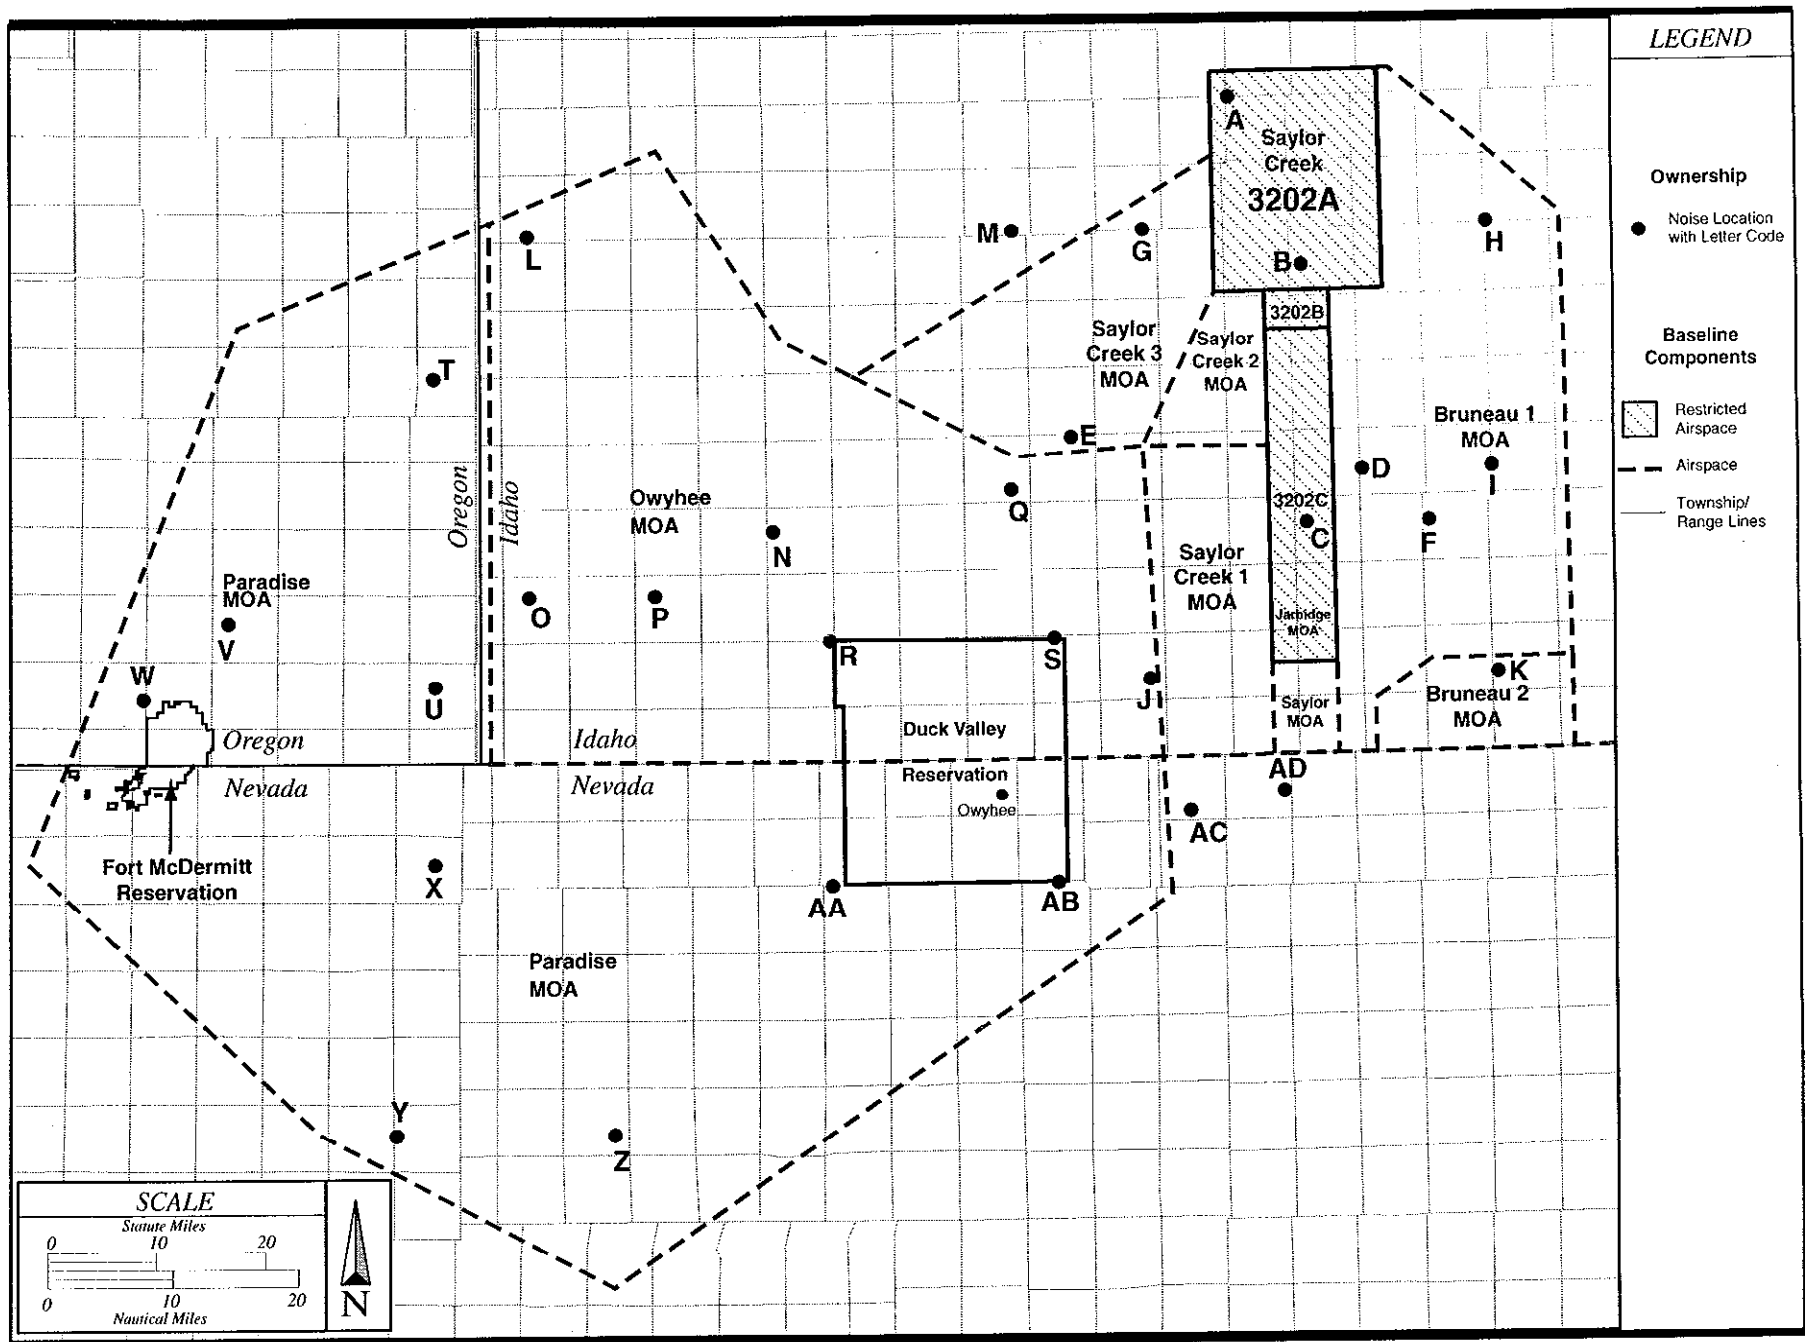 LEGEND
Ownership
Noise Location
with Letter Code
Baseline
Components
Restricted
Airspace
Airspace
Township/
Range Lines
A
Saylor
Creek
3202A
B
3202B
L
M
G
H
T
Saylor
Creek 3
MOA
Saylor
Creek 2
MOA
Bruneau 1
MOA
E
D
I
Oregon
Idaho
Owyhee
MOA
Q
3202C
C
F
N
Saylor
Creek 1
MOA
Paradise
MOA
V
O
P
Jarbidge
MOA
R
S
W
U
J
K
Saylor
MOA
Bruneau 2
MOA
Duck Valley
Reservation
Owyhee
Oregon
Idaho
Nevada
Nevada
AD
AC
Fort McDermitt
Reservation
X
AA
AB
Paradise
MOA
Y
Z
SCALE
Statute Miles
0 10 20
0 10 20
Nautical Miles
N